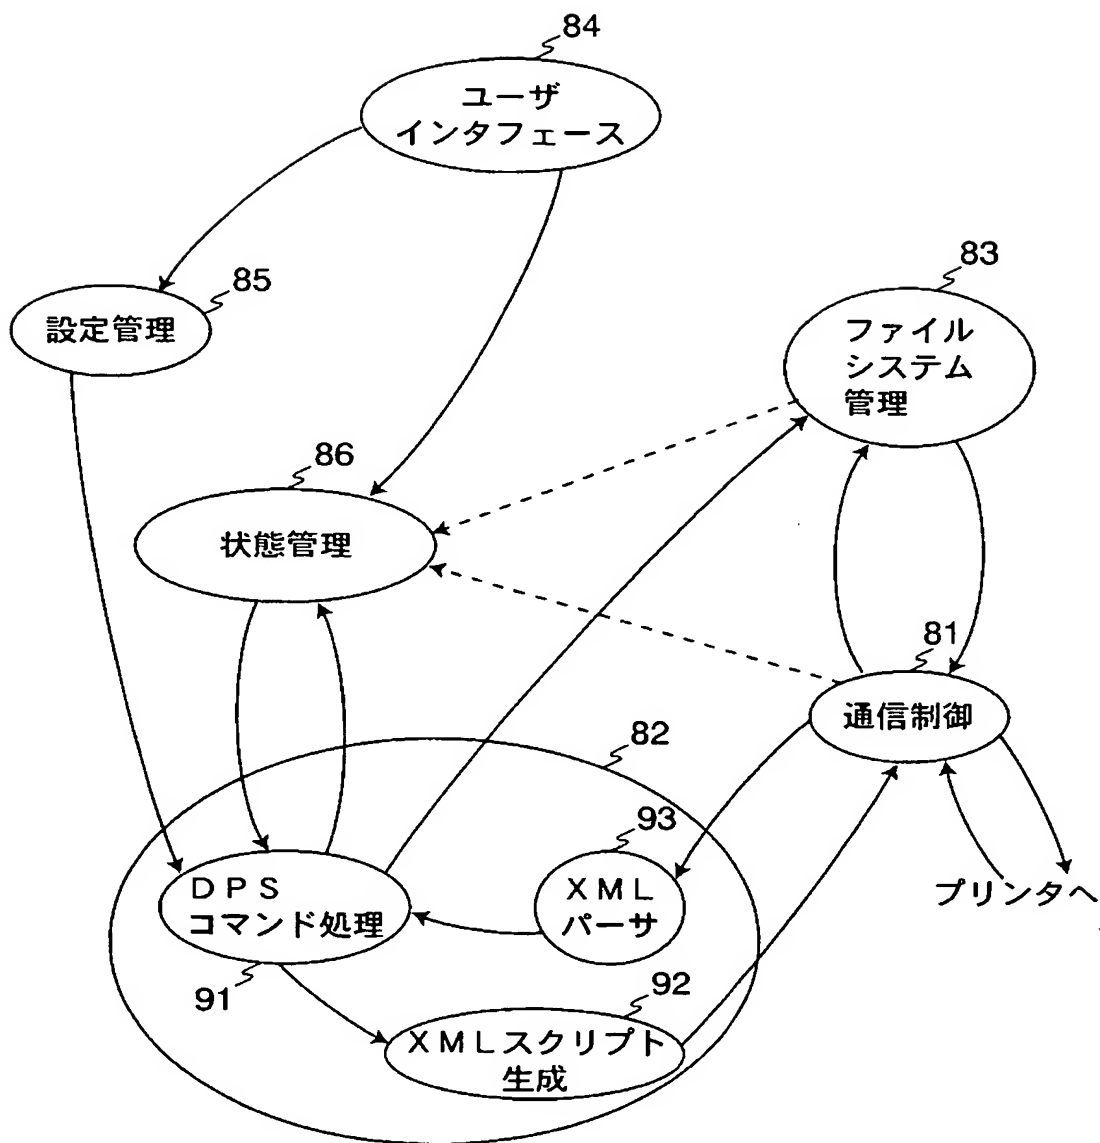 84
ユーザ
インタフェース
83
85
設定管理
ファイル
システム
管理
86
状態管理
81
通信制御
82
93
DPS
コマンド処理
XML
パーサ
プリンタへ
91
92
XMLスクリプト
生成